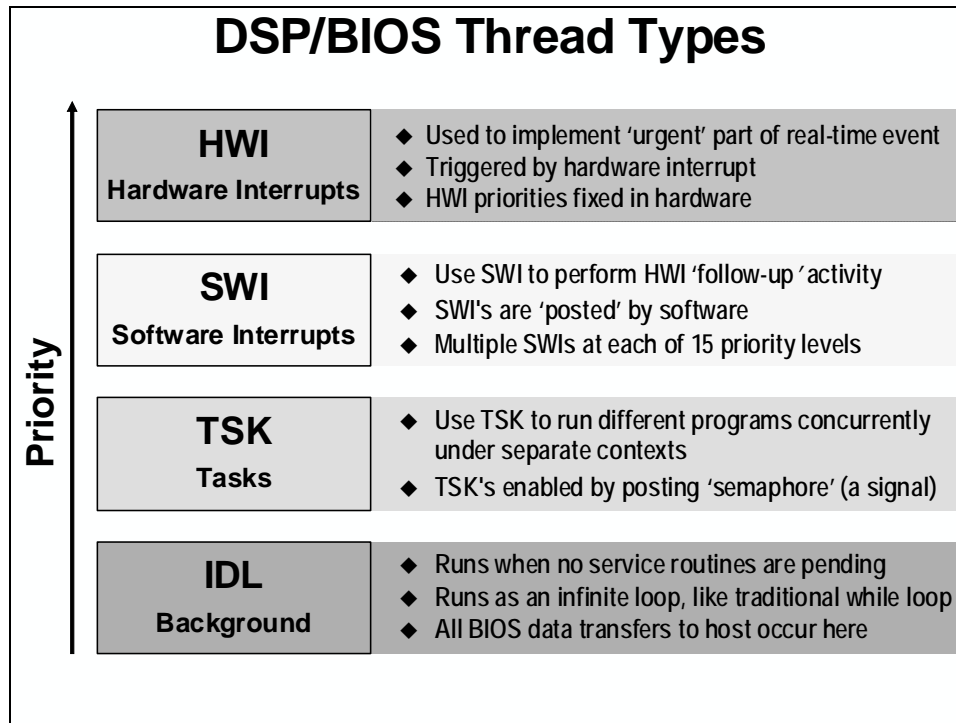 DSP/BIOS Thread Types
Priority
HWI
Hardware Interrupts
◆ Used to implement ‘urgent’ part of real-time event
◆ Triggered by hardware interrupt
◆ HWI priorities fixed in hardware
SWI
Software Interrupts
◆ Use SWI to perform HWI ‘follow-up’ activity
◆ SWI's are ‘posted’ by software
◆ Multiple SWIs at each of 15 priority levels
TSK
Tasks
◆ Use TSK to run different programs concurrently
under separate contexts
◆ TSK's enabled by posting ‘semaphore’ (a signal)
IDL
Background
◆ Runs when no service routines are pending
◆ Runs as an infinite loop, like traditional while loop
◆ All BIOS data transfers to host occur here